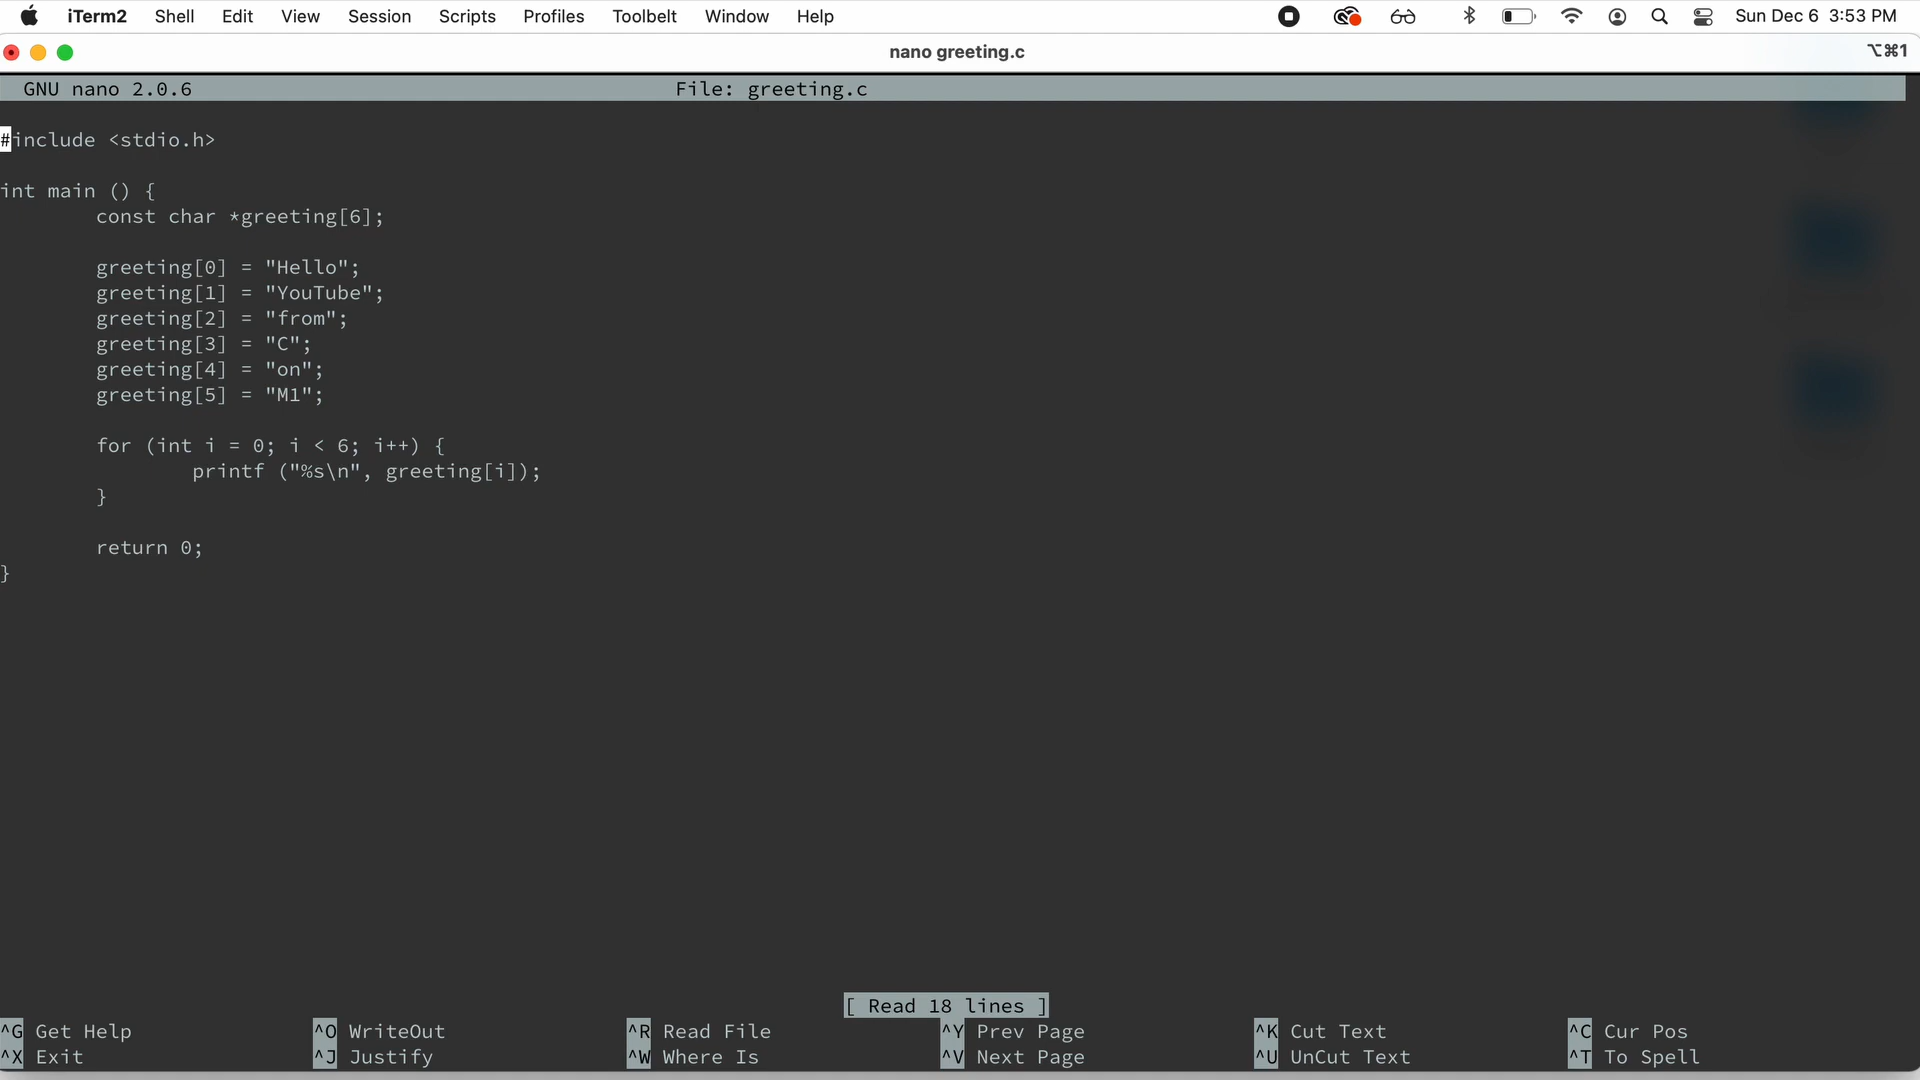 iTerm2 Shell Edit View Session Scripts Profiles Toolbelt Window Help Sun Dec 6 3:53 PM
nano greeting.c ⌥⌘1
GNU nano 2.0.6 File: greeting.c
#include <stdio.h>
int main () {
        const char *greeting[6];
        greeting[0] = "Hello";
        greeting[1] = "YouTube";
        greeting[2] = "from";
        greeting[3] = "C";
        greeting[4] = "on";
        greeting[5] = "M1";
        for (int i = 0; i < 6; i++) {
                printf ("%s\n", greeting[i]);
        }
        return 0;
}
[ Read 18 lines ]
^G Get Help ^O WriteOut ^R Read File ^Y Prev Page ^K Cut Text ^C Cur Pos
^X Exit ^J Justify ^W Where Is ^V Next Page ^U UnCut Text ^T To Spell